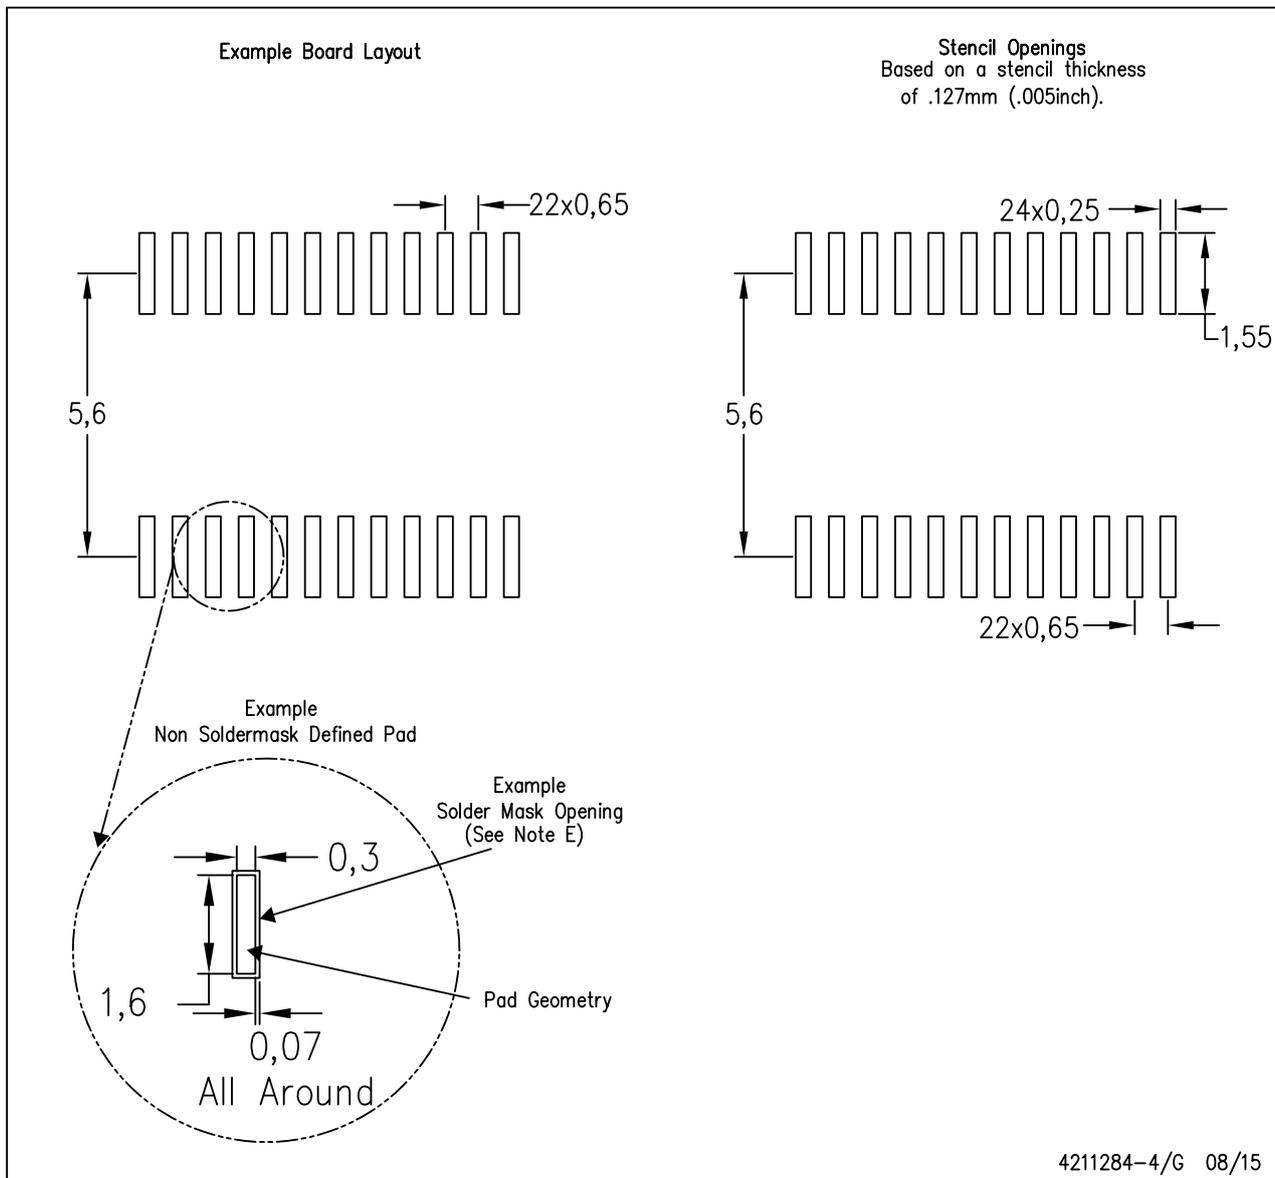 Example Board Layout
Stencil Openings
Based on a stencil thickness
of .127mm (.005inch).
22x0,65
5,6
24x0,25
1,55
5,6
22x0,65
Example
Non Soldermask Defined Pad
Example
Solder Mask Opening
(See Note E)
0,3
1,6
0,07
All Around
Pad Geometry
4211284-4/G 08/15